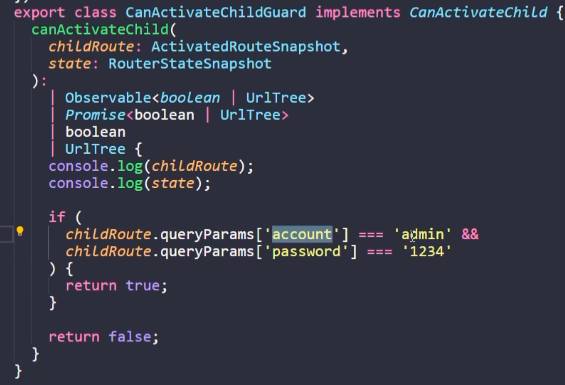 export class CanActivateChildGuard implements CanActivateChild {
canActivateChild(
childRoute: ActivatedRouteSnapshot,
state: RouterStateSnapshot
):
| Observable<boolean | UrlTree>
| Promise<boolean | UrlTree>
| boolean
| UrlTree {
console.log(childRoute);
console.log(state);
if (
childRoute.queryParams['account'] === 'admin' &&
childRoute.queryParams['password'] === '1234'
) {
return true;
}
return false;
}
}